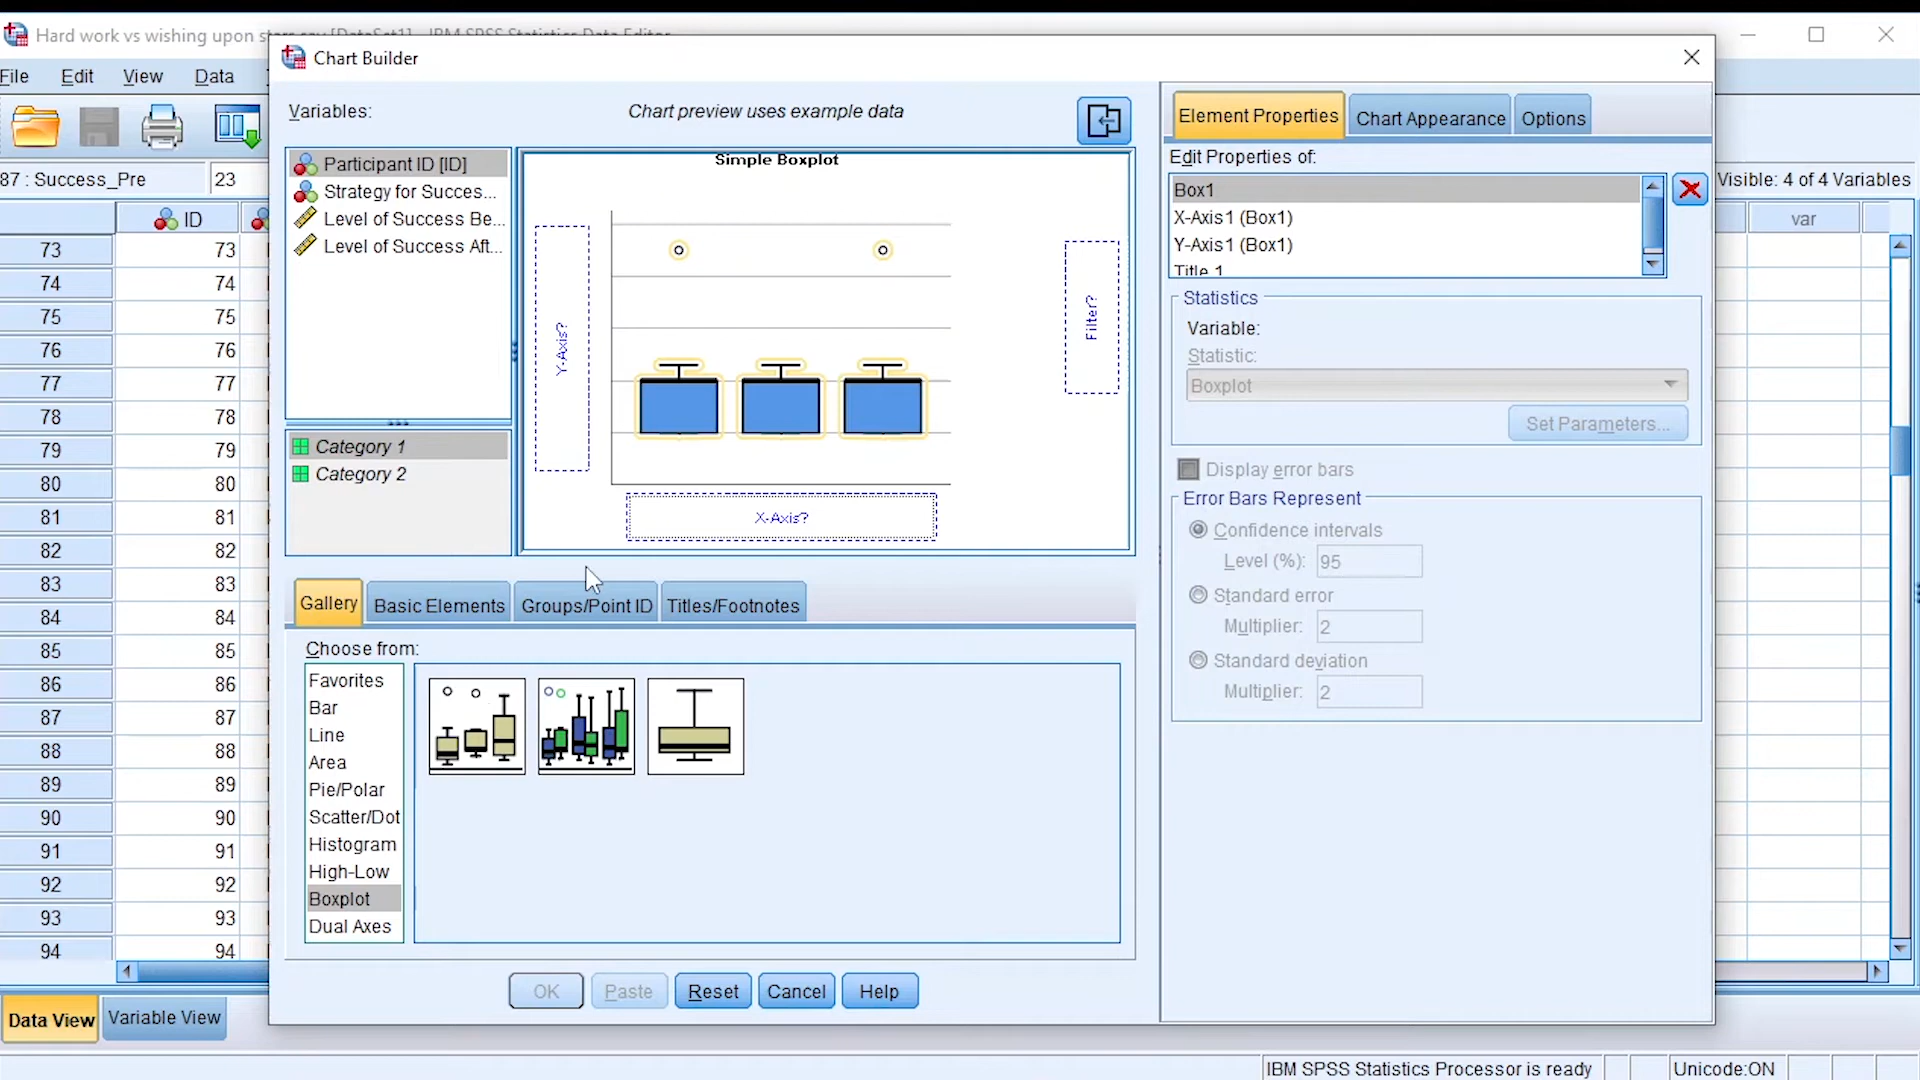 Hard work vs wishing upon
Chart Builder
File Edit View Data
Variables:
Chart preview uses example data
Element Properties
Chart Appearance
Options
87 : Success_Pre
23
Visible: 4 of 4 Variables
Participant ID [ID]
Strategy for Succes...
Level of Success Be...
Level of Success Aft...
Simple Boxplot
Y-Axis?
Filter?
X-Axis?
Category 1
Category 2
Edit Properties of:
Box1
X-Axis1 (Box1)
Y-Axis1 (Box1)
Title 1
Statistics
Variable:
Statistic:
Boxplot
Set Parameters...
Display error bars
Error Bars Represent
Confidence intervals
Level (%): 95
Standard error
Multiplier: 2
Standard deviation
Multiplier: 2
ID
var
73 73
74 74
75 75
76 76
77 77
78 78
79 79
80 80
81 81
82 82
83 83
84 84
85 85
86 86
87 87
88 88
89 89
90 90
91 91
92 92
93 93
94 94
Gallery
Basic Elements
Groups/Point ID
Titles/Footnotes
Choose from:
Favorites
Bar
Line
Area
Pie/Polar
Scatter/Dot
Histogram
High-Low
Boxplot
Dual Axes
OK
Paste
Reset
Cancel
Help
Data View
Variable View
IBM SPSS Statistics Processor is ready
Unicode:ON